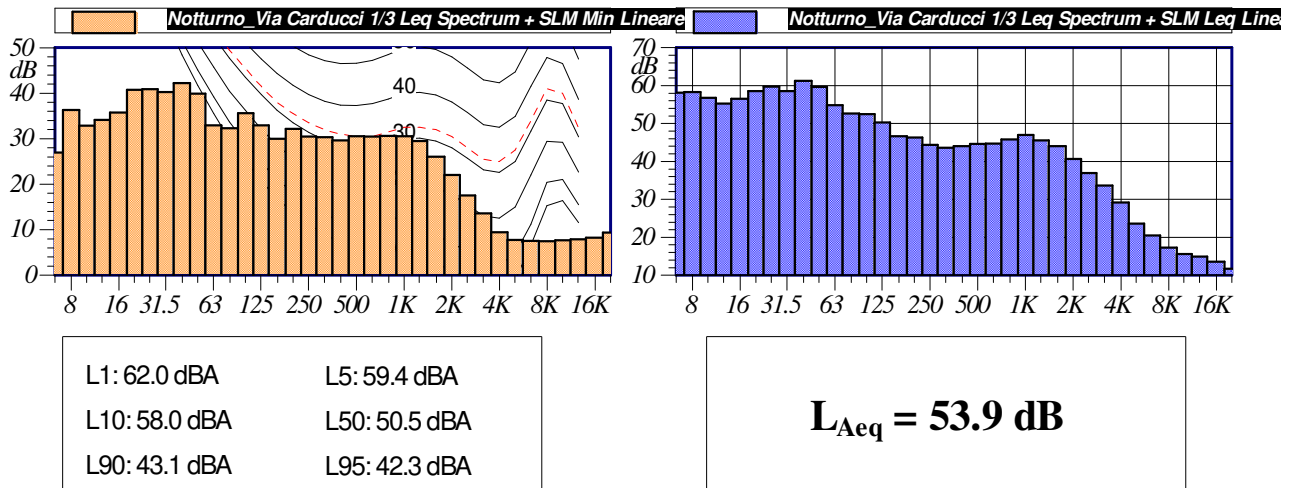 Notturno_Via Carducci 1/3 Leq Spectrum + SLM Min Lineare
50
dB
40
30
20
10
0
40
30
8 16 31.5 63 125 250 500 1K 2K 4K 8K 16K
Notturno_Via Carducci 1/3 Leq Spectrum + SLM Leq Linea
70
dB
60
50
40
30
20
10
8 16 31.5 63 125 250 500 1K 2K 4K 8K 16K
L1: 62.0 dBA L5: 59.4 dBA
L10: 58.0 dBA L50: 50.5 dBA
L90: 43.1 dBA L95: 42.3 dBA
LAeq = 53.9 dB